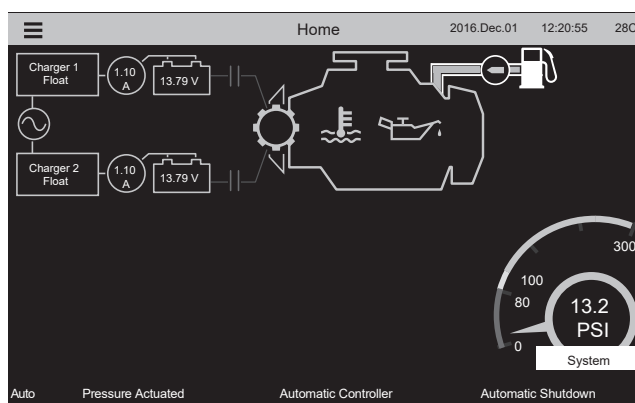 Home
2016.Dec.01
12:20:55
28C
Charger 1
Float
1.10
A
13.79 V
Charger 2
Float
1.10
A
13.79 V
300
100
80
0
13.2
PSI
System
Auto
Pressure Actuated
Automatic Controller
Automatic Shutdown